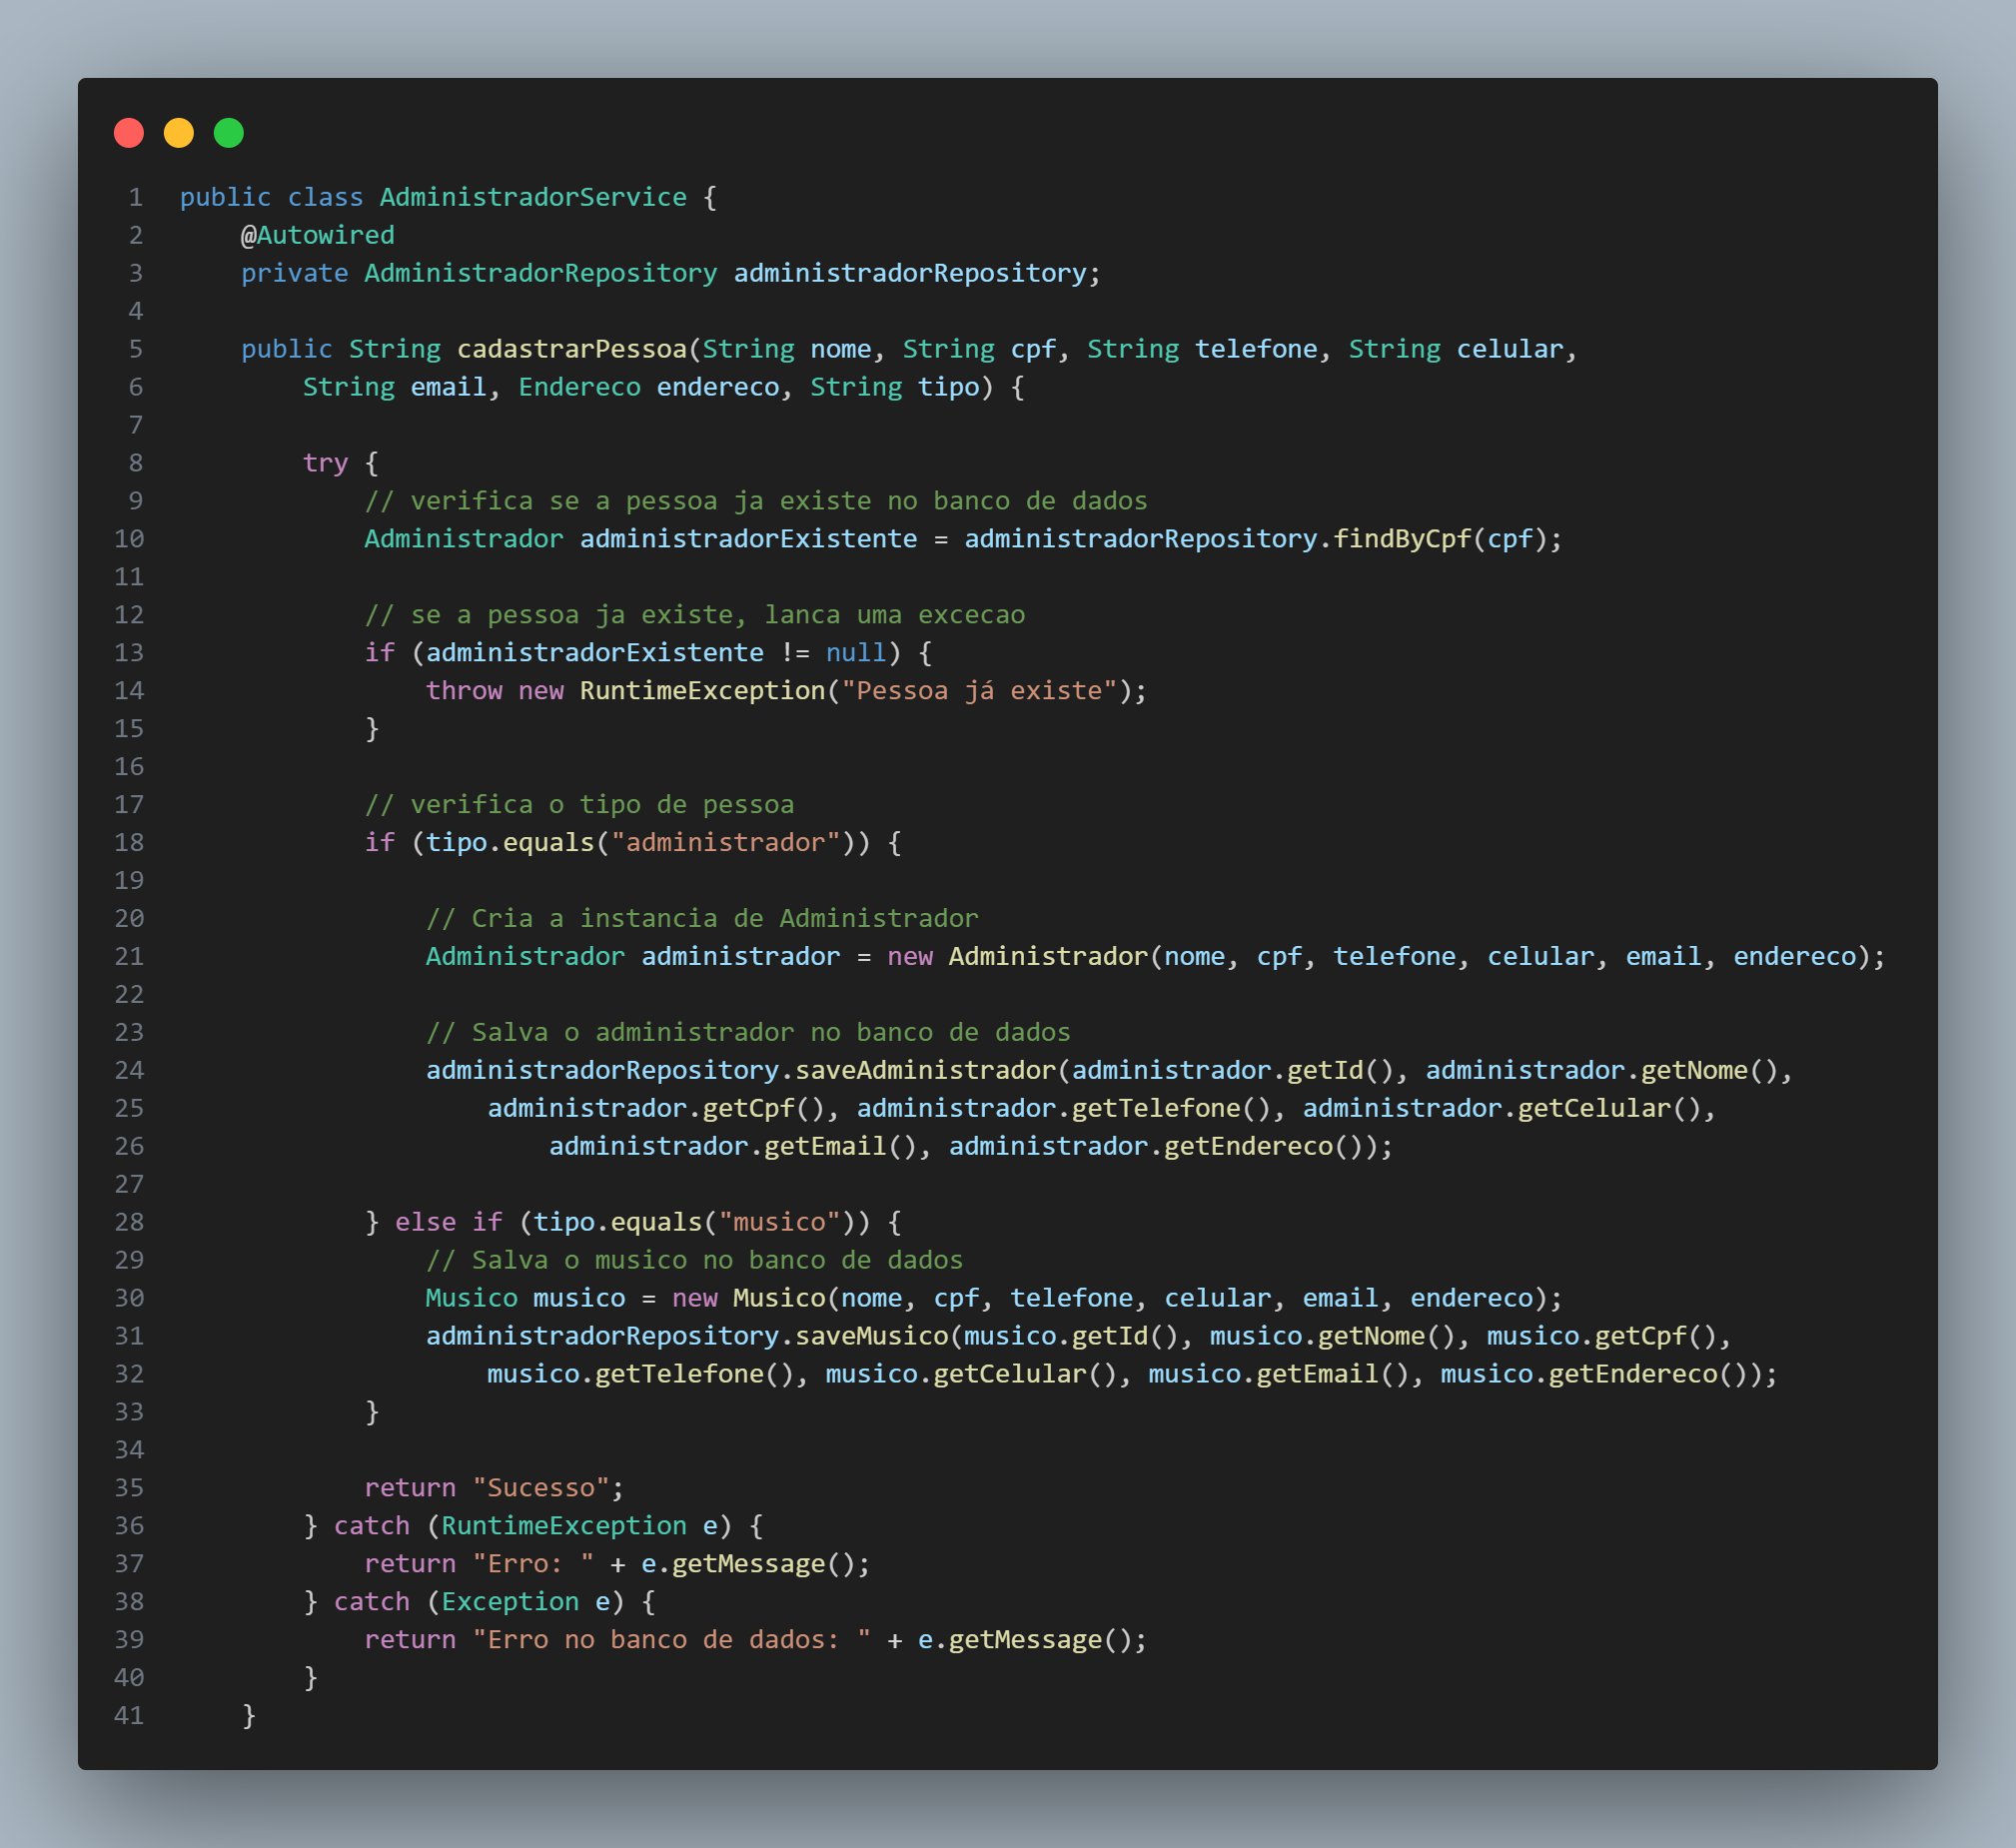 1 public class AdministradorService {
2     @Autowired
3     private AdministradorRepository administradorRepository;
4
5     public String cadastrarPessoa(String nome, String cpf, String telefone, String celular,
6         String email, Endereco endereco, String tipo) {
7
8         try {
9             // verifica se a pessoa ja existe no banco de dados
10             Administrador administradorExistente = administradorRepository.findByCpf(cpf);
11
12             // se a pessoa ja existe, lanca uma excecao
13             if (administradorExistente != null) {
14                 throw new RuntimeException("Pessoa já existe");
15             }
16
17             // verifica o tipo de pessoa
18             if (tipo.equals("administrador")) {
19
20                 // Cria a instancia de Administrador
21                 Administrador administrador = new Administrador(nome, cpf, telefone, celular, email, endereco);
22
23                 // Salva o administrador no banco de dados
24                 administradorRepository.saveAdministrador(administrador.getId(), administrador.getNome(),
25                     administrador.getCpf(), administrador.getTelefone(), administrador.getCelular(),
26                         administrador.getEmail(), administrador.getEndereco());
27
28             } else if (tipo.equals("musico")) {
29                 // Salva o musico no banco de dados
30                 Musico musico = new Musico(nome, cpf, telefone, celular, email, endereco);
31                 administradorRepository.saveMusico(musico.getId(), musico.getNome(), musico.getCpf(),
32                     musico.getTelefone(), musico.getCelular(), musico.getEmail(), musico.getEndereco());
33             }
34
35             return "Sucesso";
36         } catch (RuntimeException e) {
37             return "Erro: " + e.getMessage();
38         } catch (Exception e) {
39             return "Erro no banco de dados: " + e.getMessage();
40         }
41     }